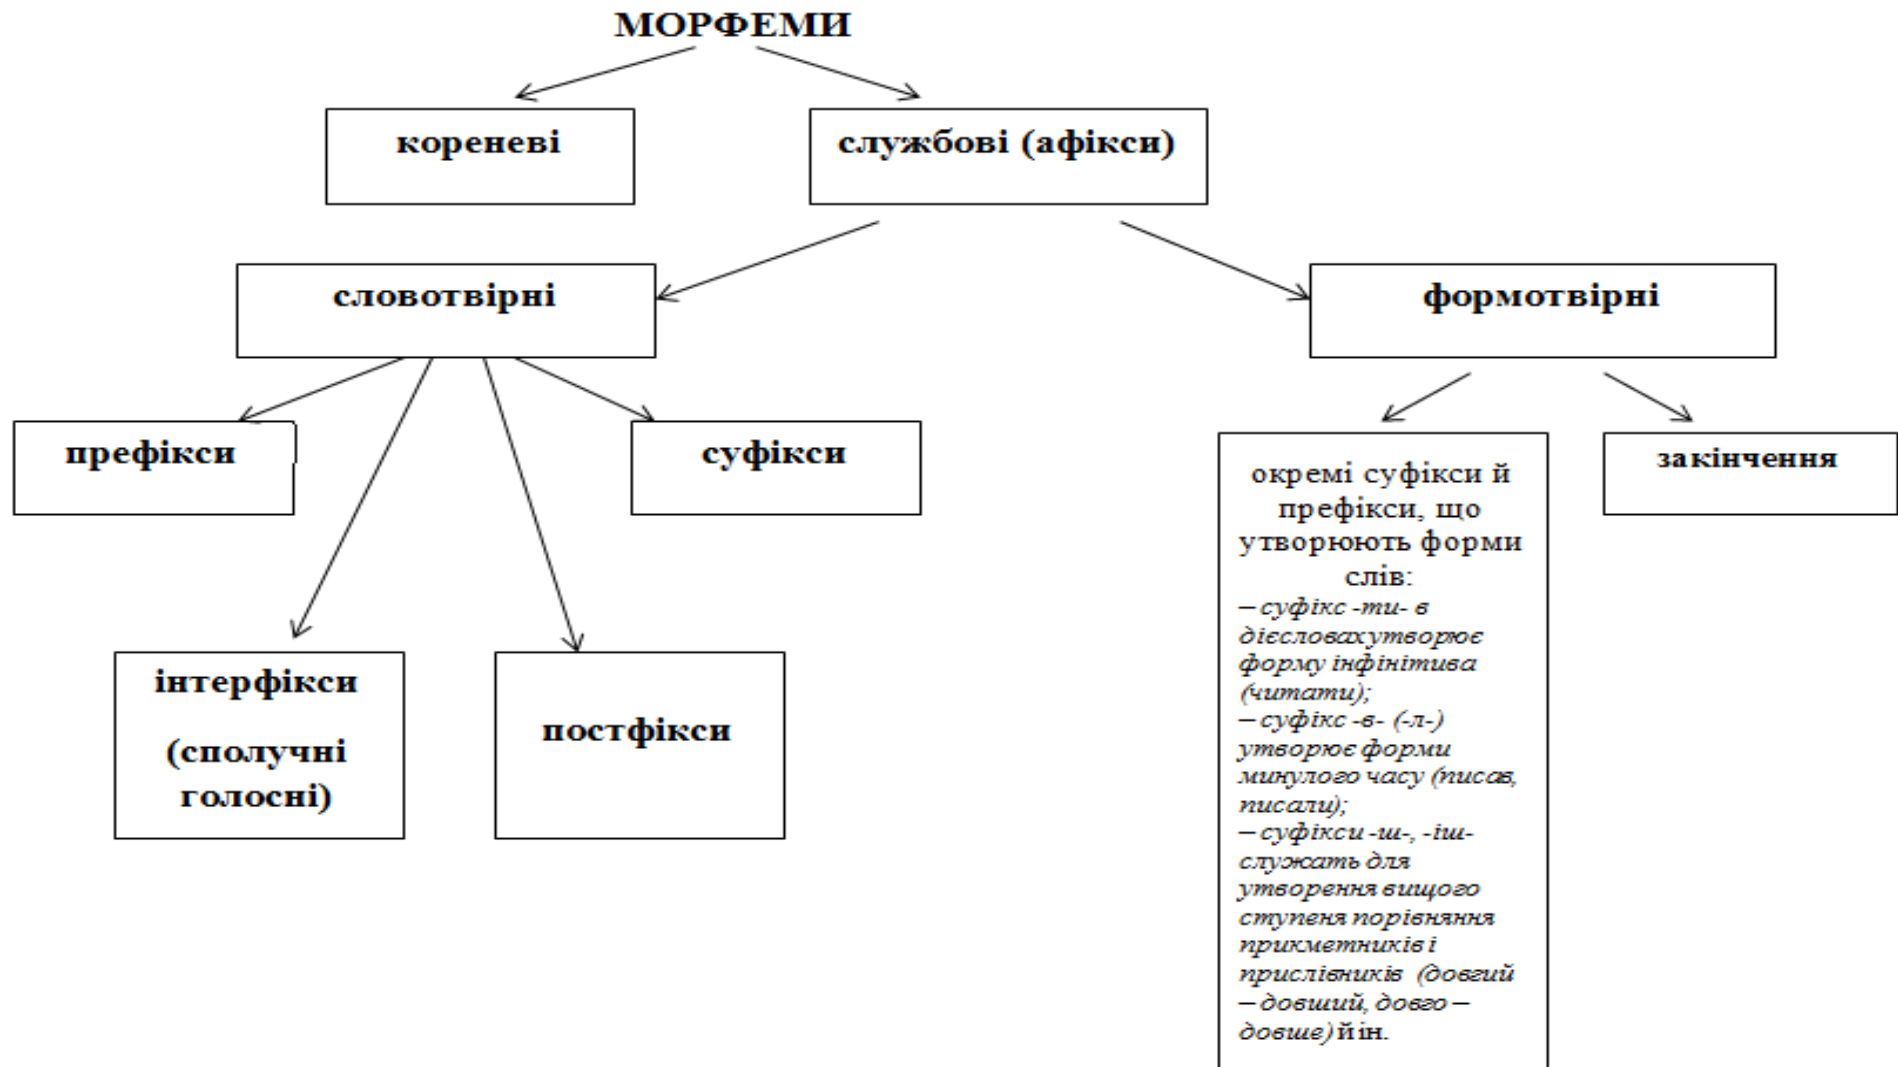 МОРФЕМИ
кореневі
службові (афікси)
словотвірні
формотвірні
префікси
суфікси
інтерфікси
(сполучні
голосні)
постфікси
окремі суфікси й
префікси, що
утворюють форми
слів:
– суфікс -ти- в
дієсловахутворює
форму інфінітива
(читати);
– суфікс -в- (-л-)
утворює форми
минулого часу (писав,
писали);
– суфікси -ш-, -іш-
служать для
утворення вищого
ступеня порівняння
прикметників і
прислівників (довгий
– довший, довго –
довше) й ін.
закінчення